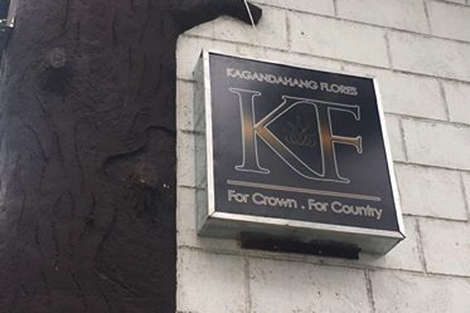 KAGANDAHANG FLORES
KF
For Crown . For Country